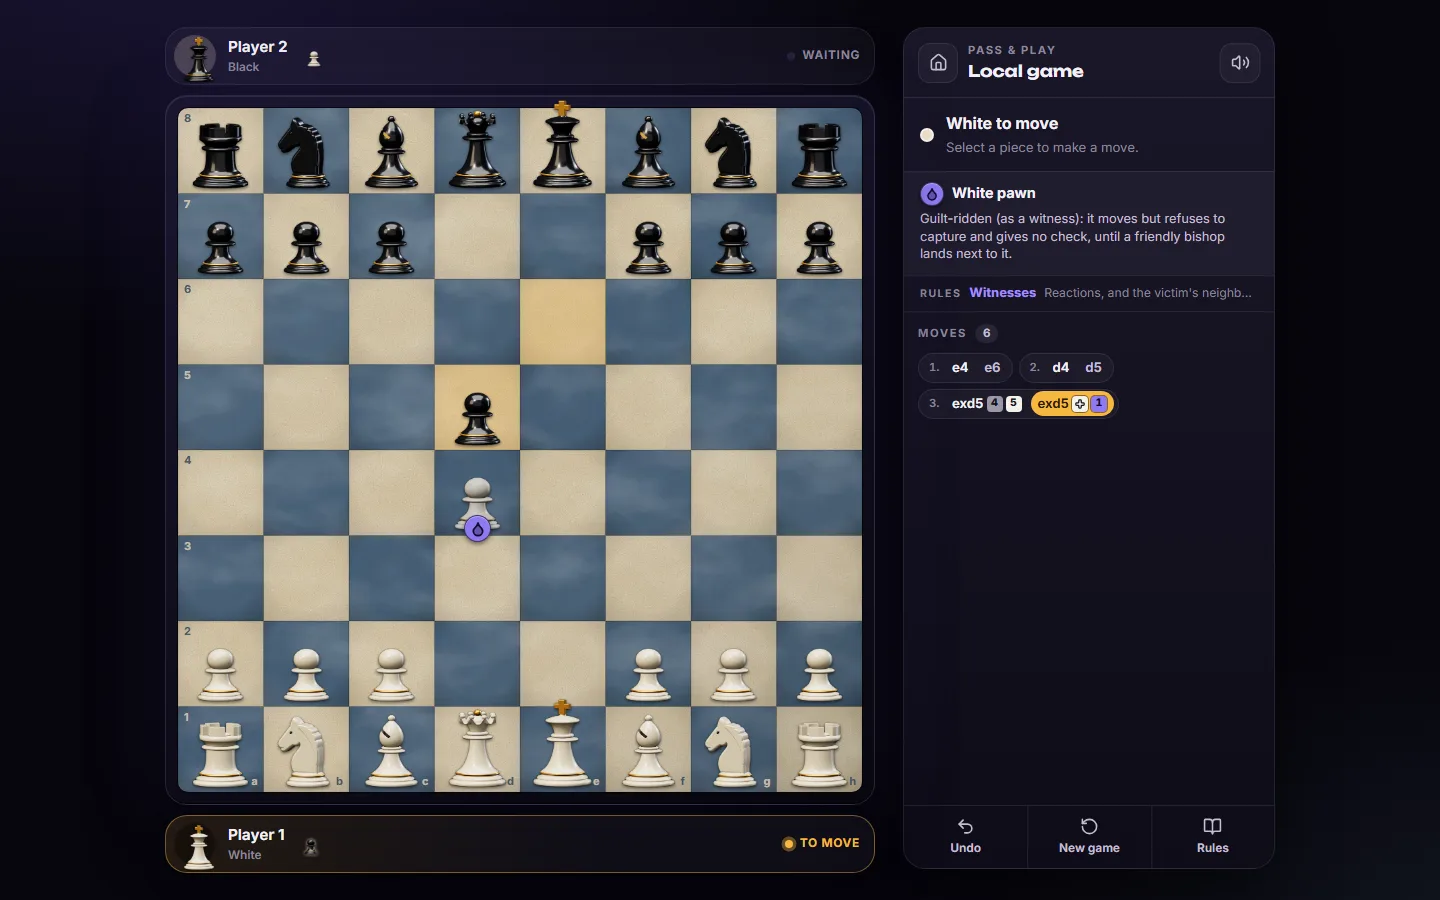 Player 2
Black
WAITING
8
7
6
5
4
3
2
1
a b c d e f g h
Player 1
White
TO MOVE
PASS & PLAY
Local game
White to move
Select a piece to make a move.
White pawn
Guilt-ridden (as a witness): it moves but refuses to
capture and gives no check, until a friendly bishop
lands next to it.
RULES Witnesses Reactions, and the victim's neighb...
MOVES 6
1. e4 e6 2. d4 d5
3. exd5 4 5 exd5 1
Undo
New game
Rules